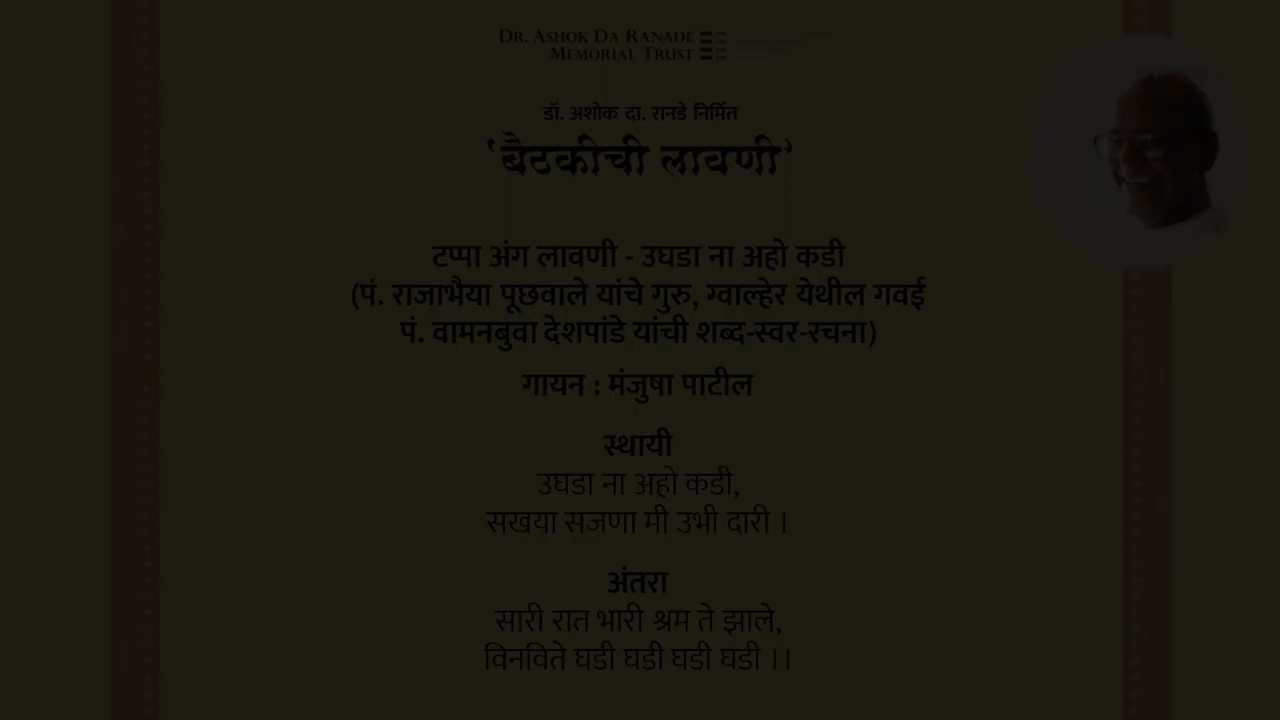 DR. ASHOK DA RANADE
MEMORIAL TRUST
डॉ. अशोक दा. रानडे निर्मित
‘बैठकीची लावणी’
टप्पा अंग लावणी - उघडा ना अहो कडी
(पं. राजाभैया पूछवाले यांचे गुरु, ग्वाल्हेर येथील गवई
पं. वामनबुवा देशपांडे यांची शब्द-स्वर-रचना)
गायन : मंजुषा पाटील
स्थायी
उघडा ना अहो कडी,
सखया सजणा मी उभी दारी ।
अंतरा
सारी रात भारी श्रम ते झाले,
विनविते घडी घडी घडी घडी ।।